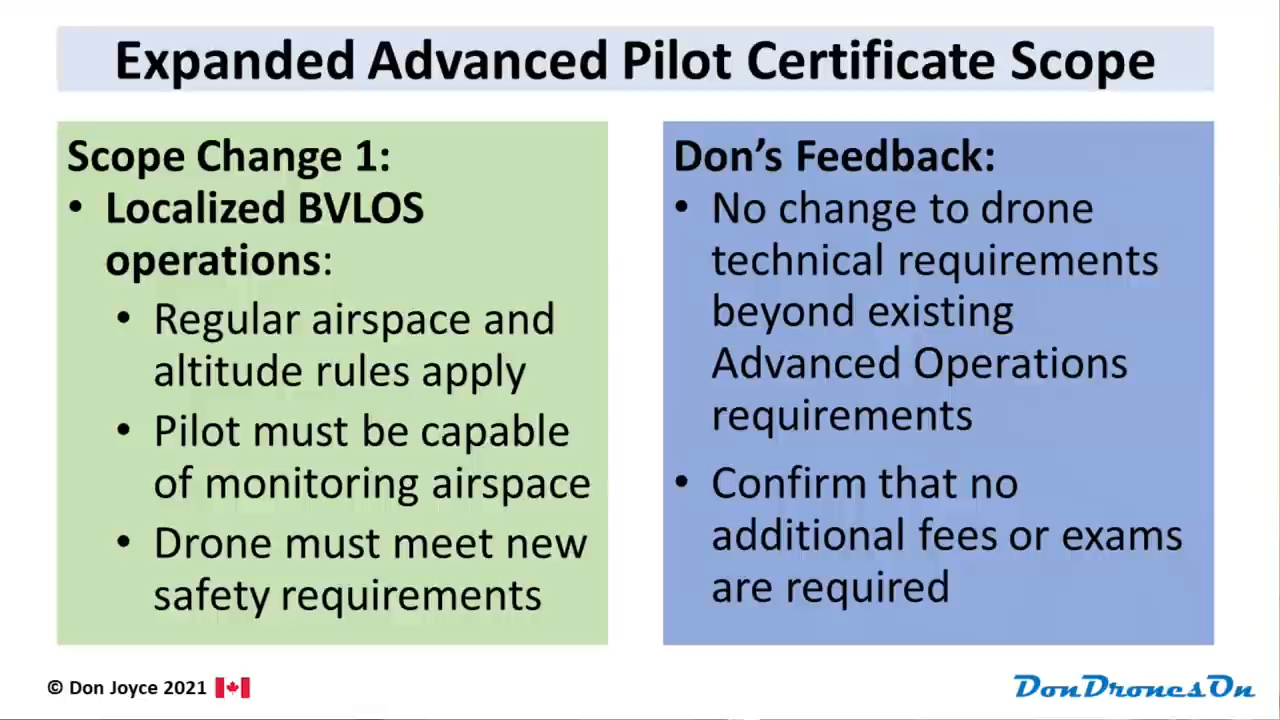 Expanded Advanced Pilot Certificate Scope
Scope Change 1:
• Localized BVLOS
operations:
• Regular airspace and
altitude rules apply
• Pilot must be capable
of monitoring airspace
• Drone must meet new
safety requirements
Don’s Feedback:
• No change to drone
technical requirements
beyond existing
Advanced Operations
requirements
• Confirm that no
additional fees or exams
are required
© Don Joyce 2021
DonDronesOn